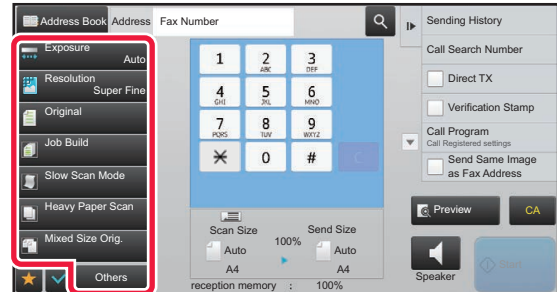 Address Book Address Fax Number
Exposure
Auto
Resolution
Super Fine
Original
Job Build
Slow Scan Mode
Heavy Paper Scan
Mixed Size Orig.
Others
1 2 3
ABC DEF
4 5 6
GHI JKL MNO
7 8 9
PQRS TUV WXYZ
0 # C
Scan Size Send Size
Auto 100% Auto
A4 A4
reception memory : 100%
Sending History
Call Search Number
Direct TX
Verification Stamp
Call Program
Call Registered settings
Send Same Image
as Fax Address
Preview CA
Speaker Start